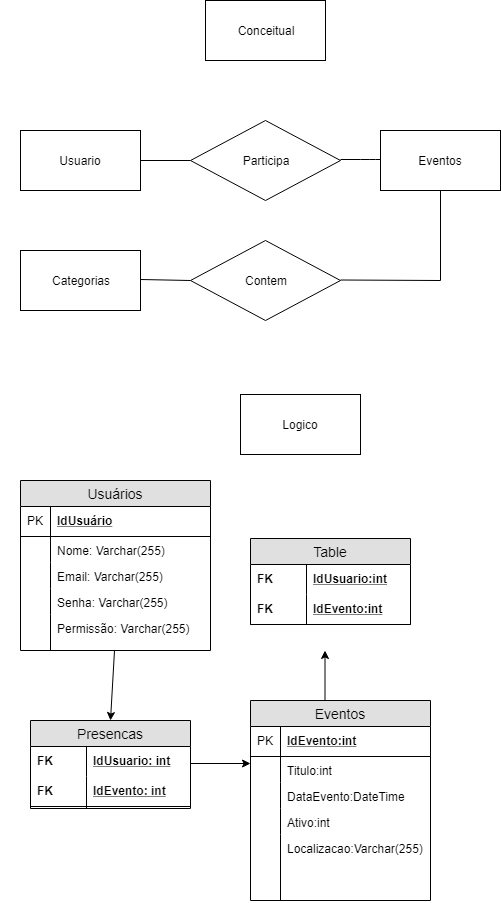 Conceitual
Usuario
Participa
Eventos
Categorias
Contem
Logico
Usuários
PK IdUsuário
Nome: Varchar(255)
Email: Varchar(255)
Senha: Varchar(255)
Permissão: Varchar(255)
Table
FK IdUsuario:int
FK IdEvento:int
Presencas
FK IdUsuario: int
FK IdEvento: int
Eventos
PK IdEvento:int
Titulo:int
DataEvento:DateTime
Ativo:int
Localizacao:Varchar(255)